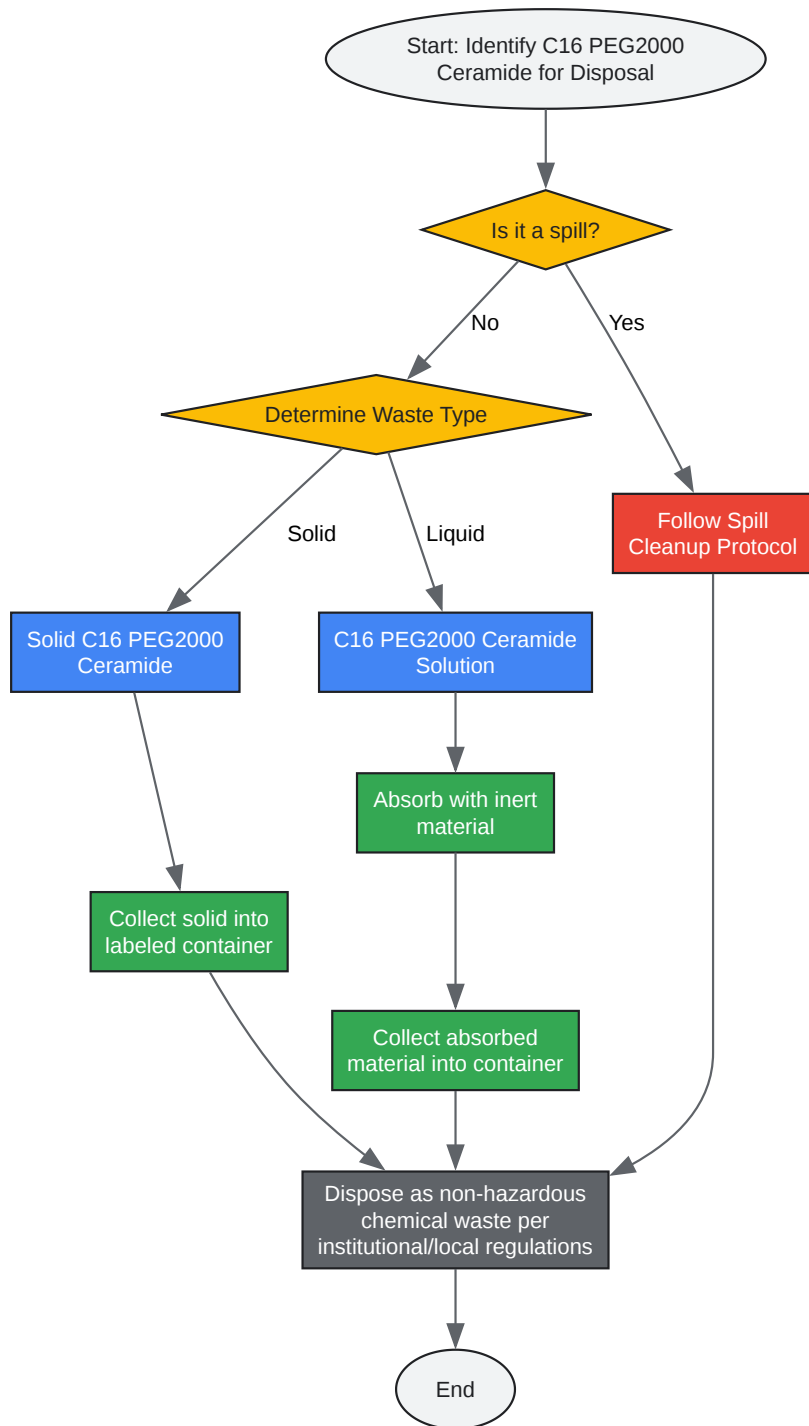 Start: Identify C16 PEG2000
Ceramide for Disposal
Is it a spill?
No
Yes
Determine Waste Type
Solid
Liquid
Follow Spill
Cleanup Protocol
Solid C16 PEG2000
Ceramide
C16 PEG2000 Ceramide
Solution
Absorb with inert
material
Collect solid into
labeled container
Collect absorbed
material into container
Dispose as non-hazardous
chemical waste per
institutional/local regulations
End